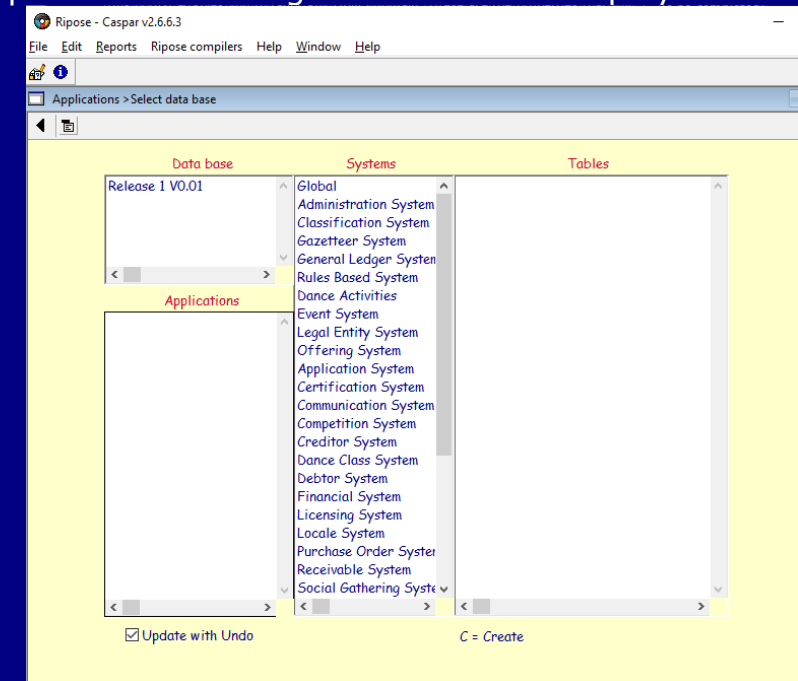 Ripose - Caspar v2.6.6.3
File Edit Reports Ripose compilers Help Window Help
Applications >Select data base
Data base
Release 1 V0.01
Applications
Update with Undo
Systems
Global
Administration System
Classification System
Gazetteer System
General Ledger System
Rules Based System
Dance Activities
Event System
Legal Entity System
Offering System
Application System
Certification System
Communication System
Competition System
Creditor System
Dance Class System
Debtor System
Financial System
Licensing System
Locale System
Purchase Order Syster
Receivable System
Social Gathering Syste
Tables
C = Create